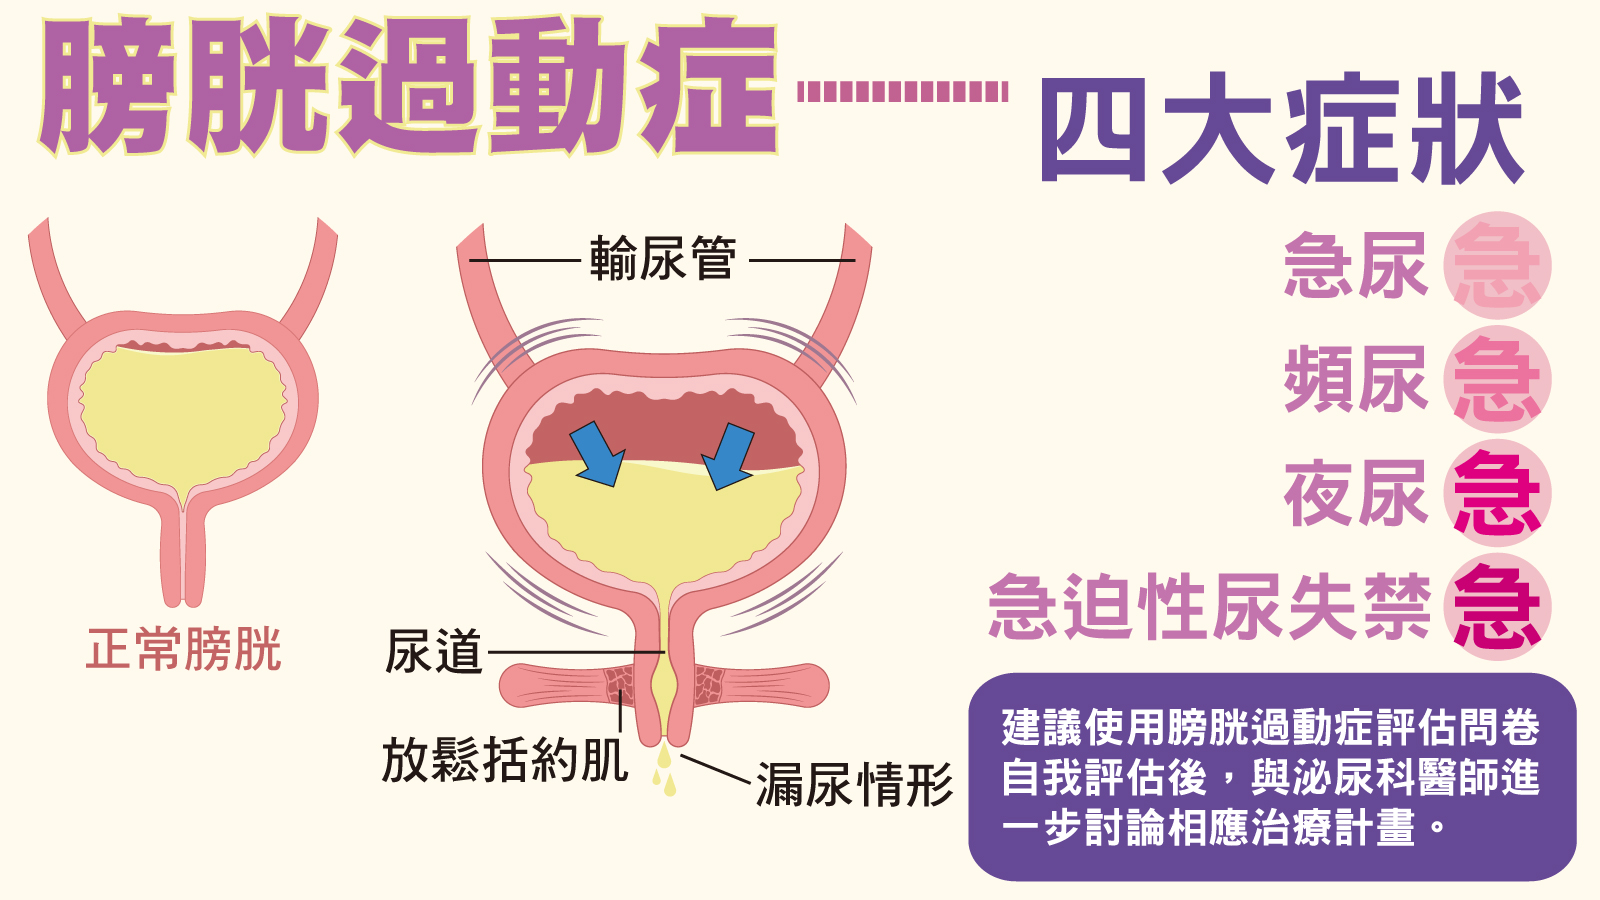 膀胱過動症
四大症狀
急尿 急
頻尿 急
夜尿 急
急迫性尿失禁 急
輸尿管
正常膀胱
尿道
放鬆括約肌
漏尿情形
建議使用膀胱過動症評估問卷
自我評估後，與泌尿科醫師進
一步討論相應治療計畫。